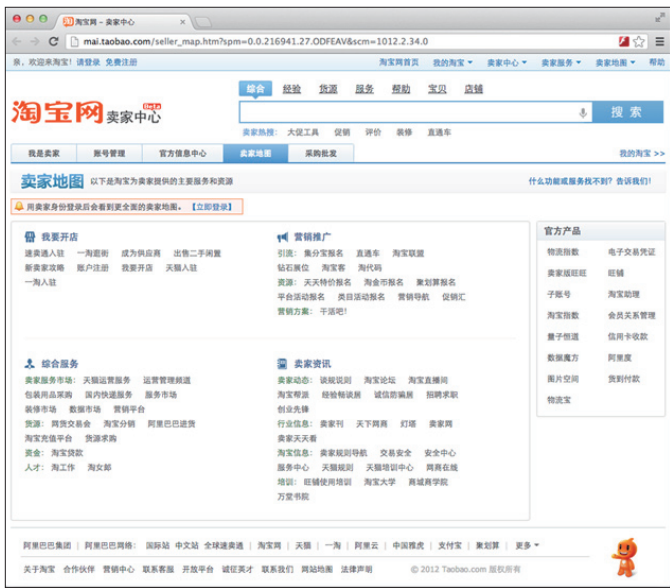 淘宝网 - 卖家中心
mai.taobao.com/seller_map.htm?spm=0.0.216941.27.ODFEAV&scm=1012.2.34.0
亲，欢迎来淘宝！ 请登录 免费注册 淘宝网首页 我的淘宝 卖家中心 卖家服务 卖家地图 帮助
综合 经验 货源 服务 帮助 宝贝 店铺
淘宝网 卖家中心 Beta
搜索
卖家热搜： 大促工具 促销 评价 装修 直通车
我是卖家 账号管理 官方信息中心 卖家地图 采购批发 我的淘宝 >>
卖家地图 以下是淘宝为卖家提供的主要服务和资源 什么功能或服务找不到？告诉我们！
用卖家身份登录后会看到更全面的卖家地图。 【立即登录】
我要开店
速卖通入驻 一淘逛街 成为供应商 出售二手闲置
新卖家攻略 账户注册 我要开店 天猫入驻
一淘入驻
营销推广
引流： 集分宝报名 直通车 淘宝联盟
钻石展位 淘宝客 淘代码
资源： 天天特价报名 淘金币报名 聚划算报名
平台活动报名 类目活动报名 营销导航 促销汇
营销方案： 干活吧！
综合服务
卖家服务市场： 天猫运营服务 运营管理频道
包装用品采购 国内快递服务 服务市场
装修市场 数据市场 营销平台
货源： 网货交易会 淘宝分销 阿里巴巴进货
淘宝充值平台 货源求购
资金： 淘宝贷款
人才： 淘工作 淘女郎
卖家资讯
卖家动态： 谈规说则 淘宝论坛 淘宝直播间
淘宝帮派 经验畅谈居 诚信防骗居 招聘求职
创业先锋
行业信息： 卖家刊 天下网商 灯塔 卖家网
卖家天天看
淘宝信息： 卖家规则导航 交易安全 安全中心
服务中心 天猫规则 天猫培训中心 网商在线
培训： 旺铺使用培训 淘宝大学 商城商学院
万堂书院
官方产品
物流指数 电子交易凭证
卖家版旺旺 旺铺
子账号 淘宝助理
淘宝指数 会员关系管理
量子恒道 信用卡收款
数据魔方 阿里度
图片空间 货到付款
物流宝
阿里巴巴集团 | 阿里巴巴网络： 国际站 中文站 全球速卖通 | 淘宝网 | 天猫 | 一淘 | 阿里云 | 中国雅虎 | 支付宝 | 聚划算 | 更多
关于淘宝 合作伙伴 营销中心 联系客服 开放平台 诚征英才 联系我们 网站地图 法律声明 © 2012 Taobao.com 版权所有